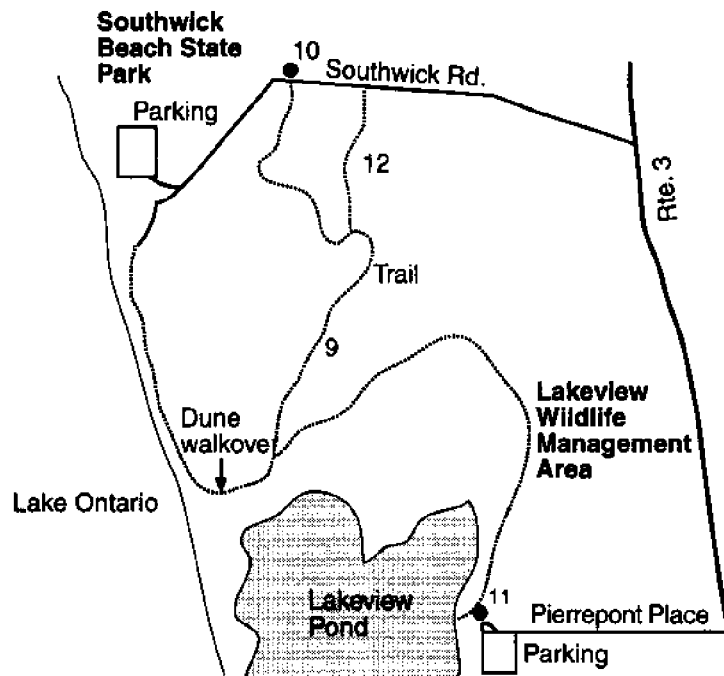 Southwick
Beach State
Park
10
Southwick Rd.
Parking
12
Rte. 3
Trail
9
Lakeview
Wildlife
Management
Area
Dune
walkove
Lake Ontario
Lakeview
Pond
11
Pierrepont Place
Parking